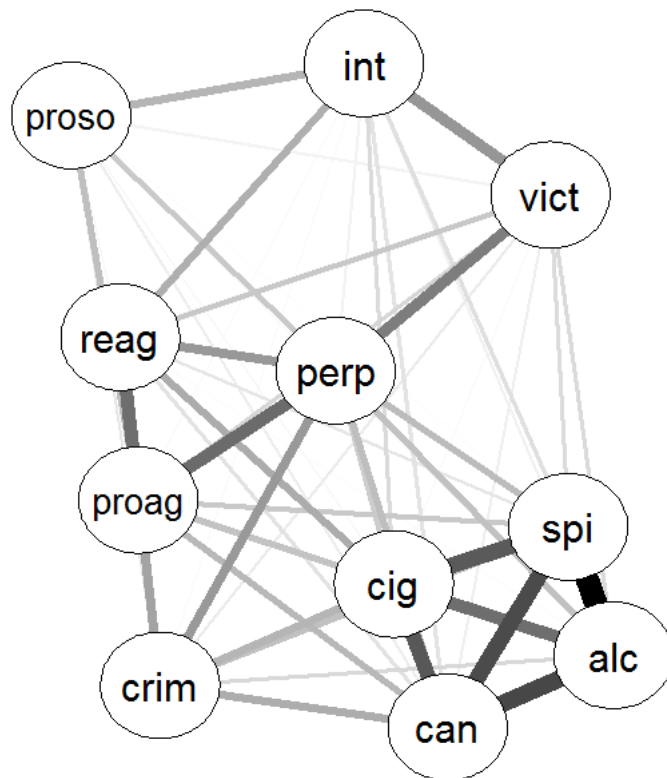 int
proso
vict
reag
perp
proag
spi
cig
alc
crim
can